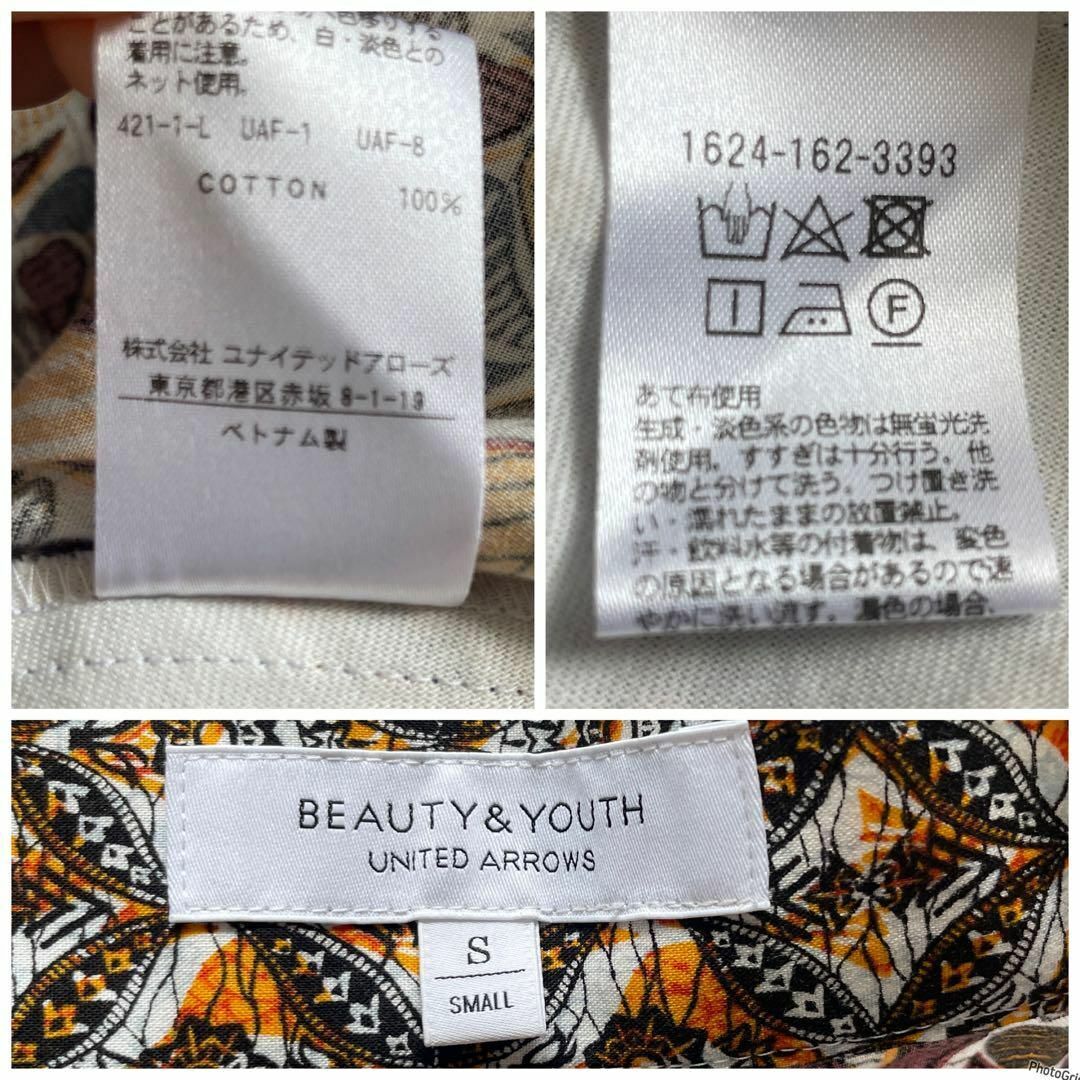 ことがあるため、白・淡色との
着用に注意。
ネット使用。
421-1-L UAF-1 UAF-8
COTTON 100%
株式会社 ユナイテッドアローズ
東京都港区赤坂 8-1-19
ベトナム製
1624-162-3393
F
あて布使用
生成・淡色系の色物は無蛍光洗
剤使用。すすぎは十分行う。他
の物と分けて洗う。つけ置き洗
い・濡れたままの放置禁止。
汗・飲料水等の付着物は、変色
の原因となる場合があるので速
やかに洗い流す。濃色の場合、
BEAUTY&YOUTH
UNITED ARROWS
S
SMALL
PhotoGri